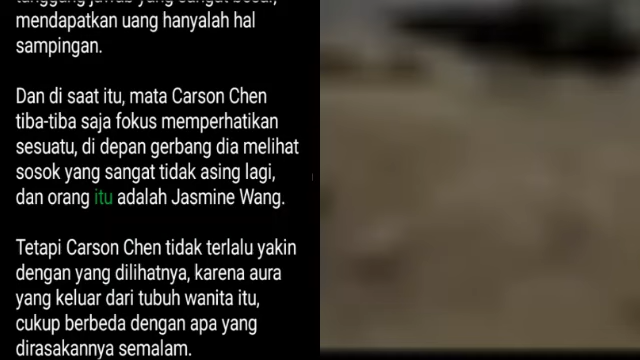 mendapatkan uang hanyalah hal
sampingan.
Dan di saat itu, mata Carson Chen
tiba-tiba saja fokus memperhatikan
sesuatu, di depan gerbang dia melihat
sosok yang sangat tidak asing lagi,
dan orang itu adalah Jasmine Wang.
Tetapi Carson Chen tidak terlalu yakin
dengan yang dilihatnya, karena aura
yang keluar dari tubuh wanita itu,
cukup berbeda dengan apa yang
dirasakannya semalam.